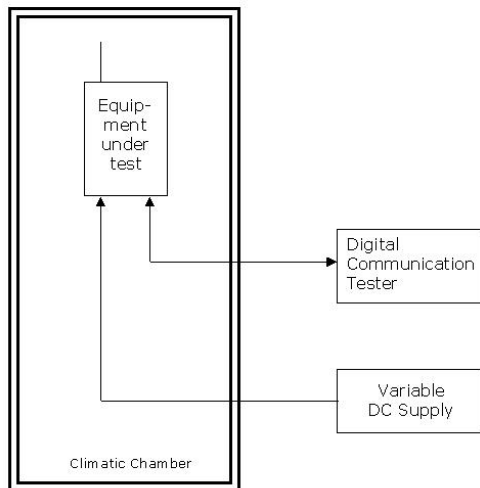 Equip-
ment
under
test
Digital
Communication
Tester
Variable
DC Supply
Climatic Chamber